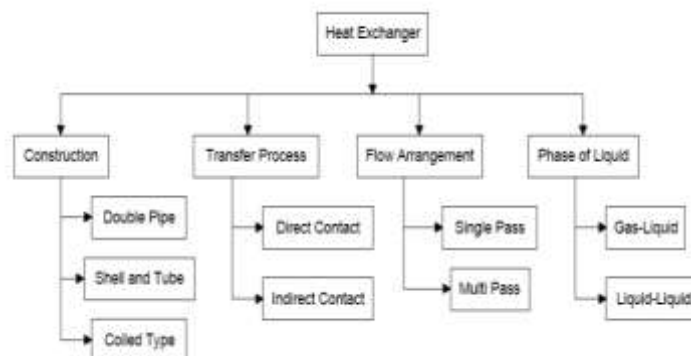 Heat Exchanger
Construction
Transfer Process
Flow Arrangement
Phase of Liquid
Double Pipe
Direct Contact
Single Pass
Gas-Liquid
Shell and Tube
Indirect Contact
Multi Pass
Liquid-Liquid
Coiled Type